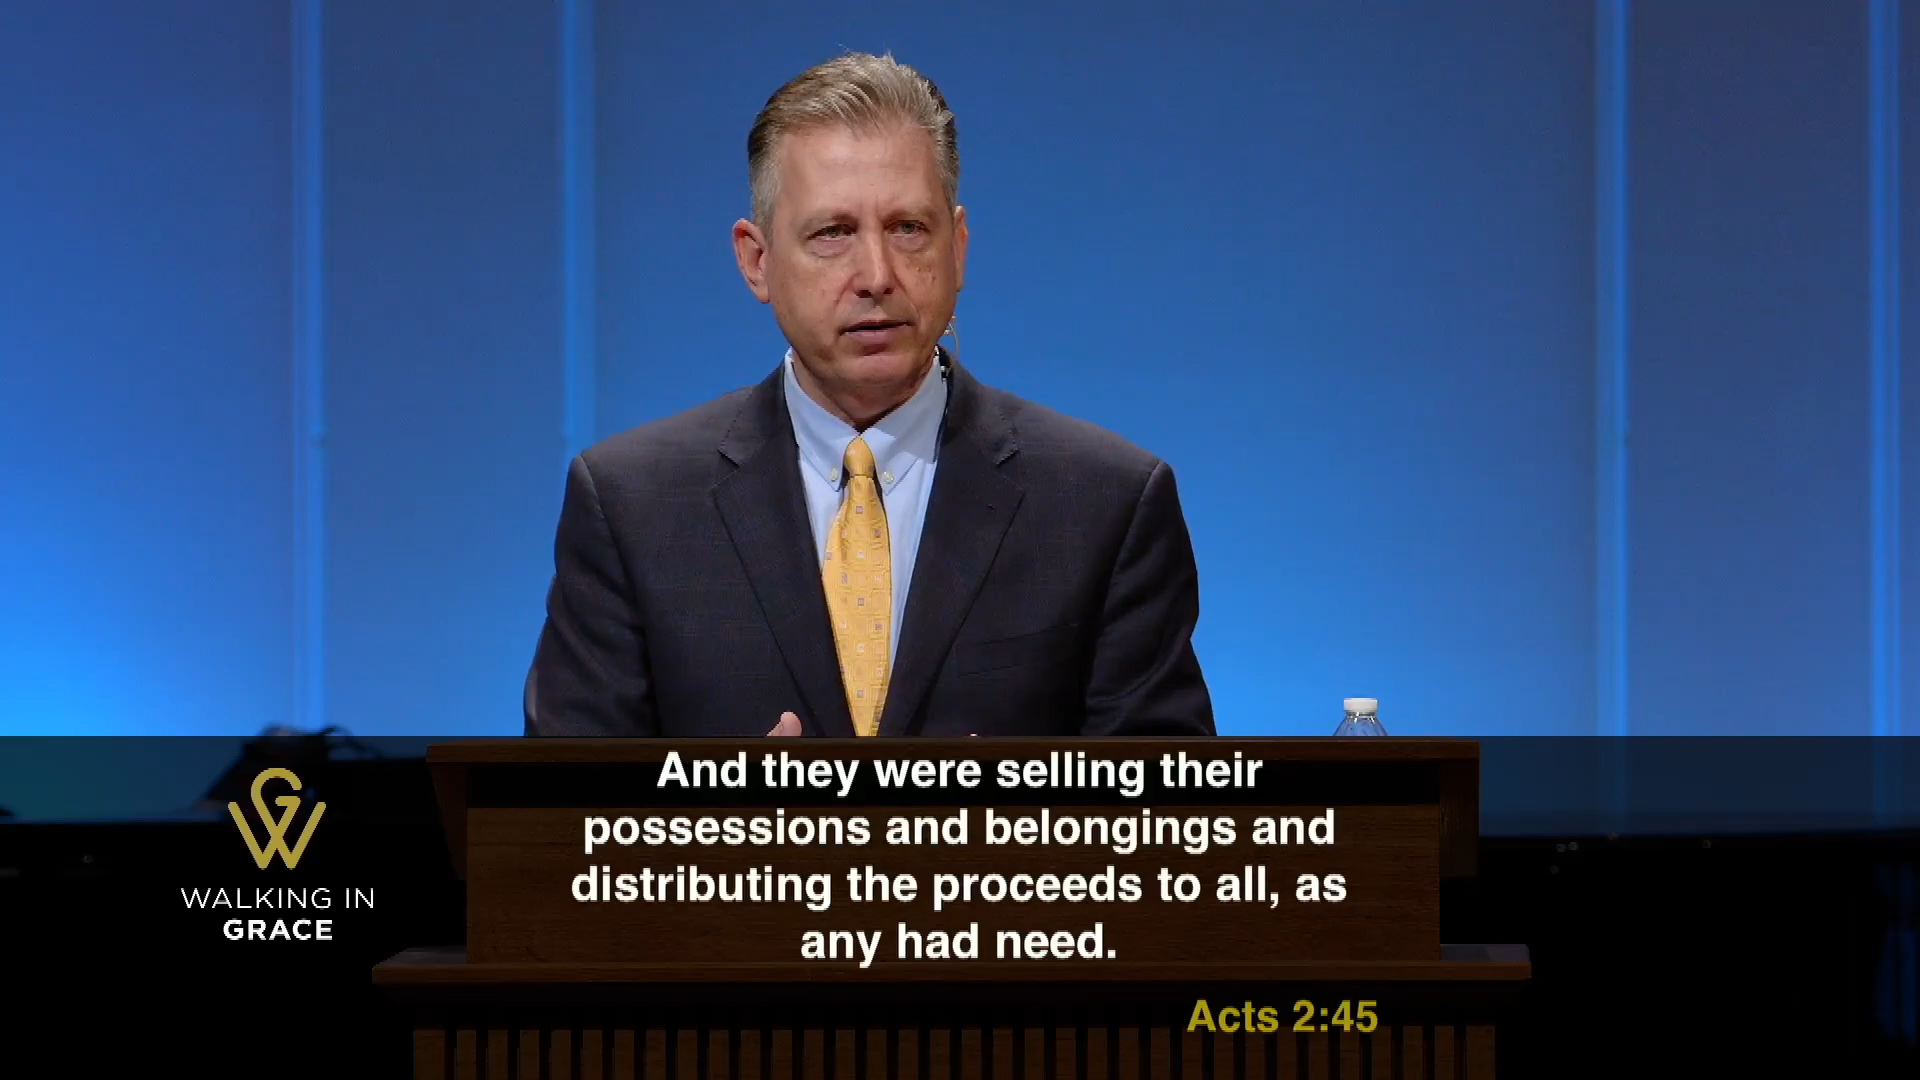 And they were selling their
possessions and belongings and
distributing the proceeds to all, as
any had need.
Acts 2:45
WALKING IN
GRACE